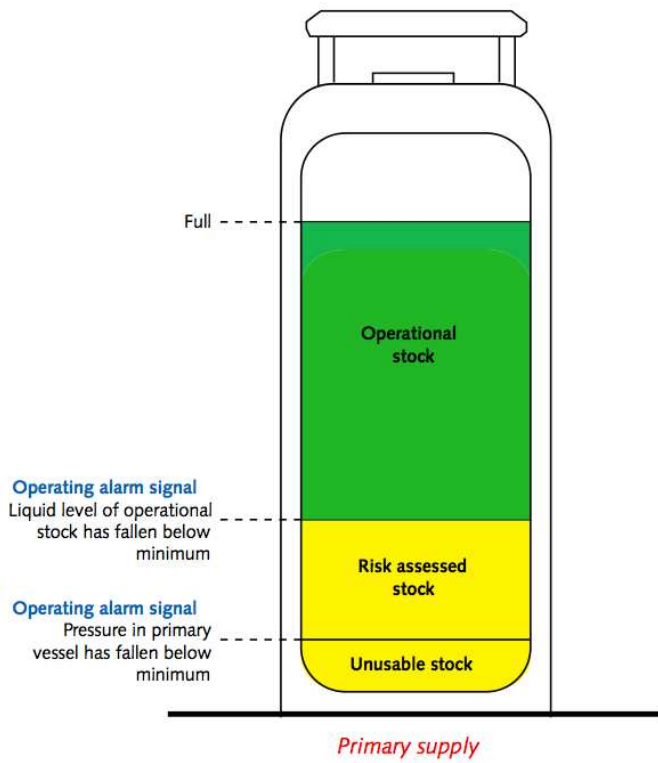 Full
Operational
stock
Operating alarm signal
Liquid level of operational
stock has fallen below
minimum
Risk assessed
stock
Operating alarm signal
Pressure in primary
vessel has fallen below
minimum
Unusable stock
Primary supply